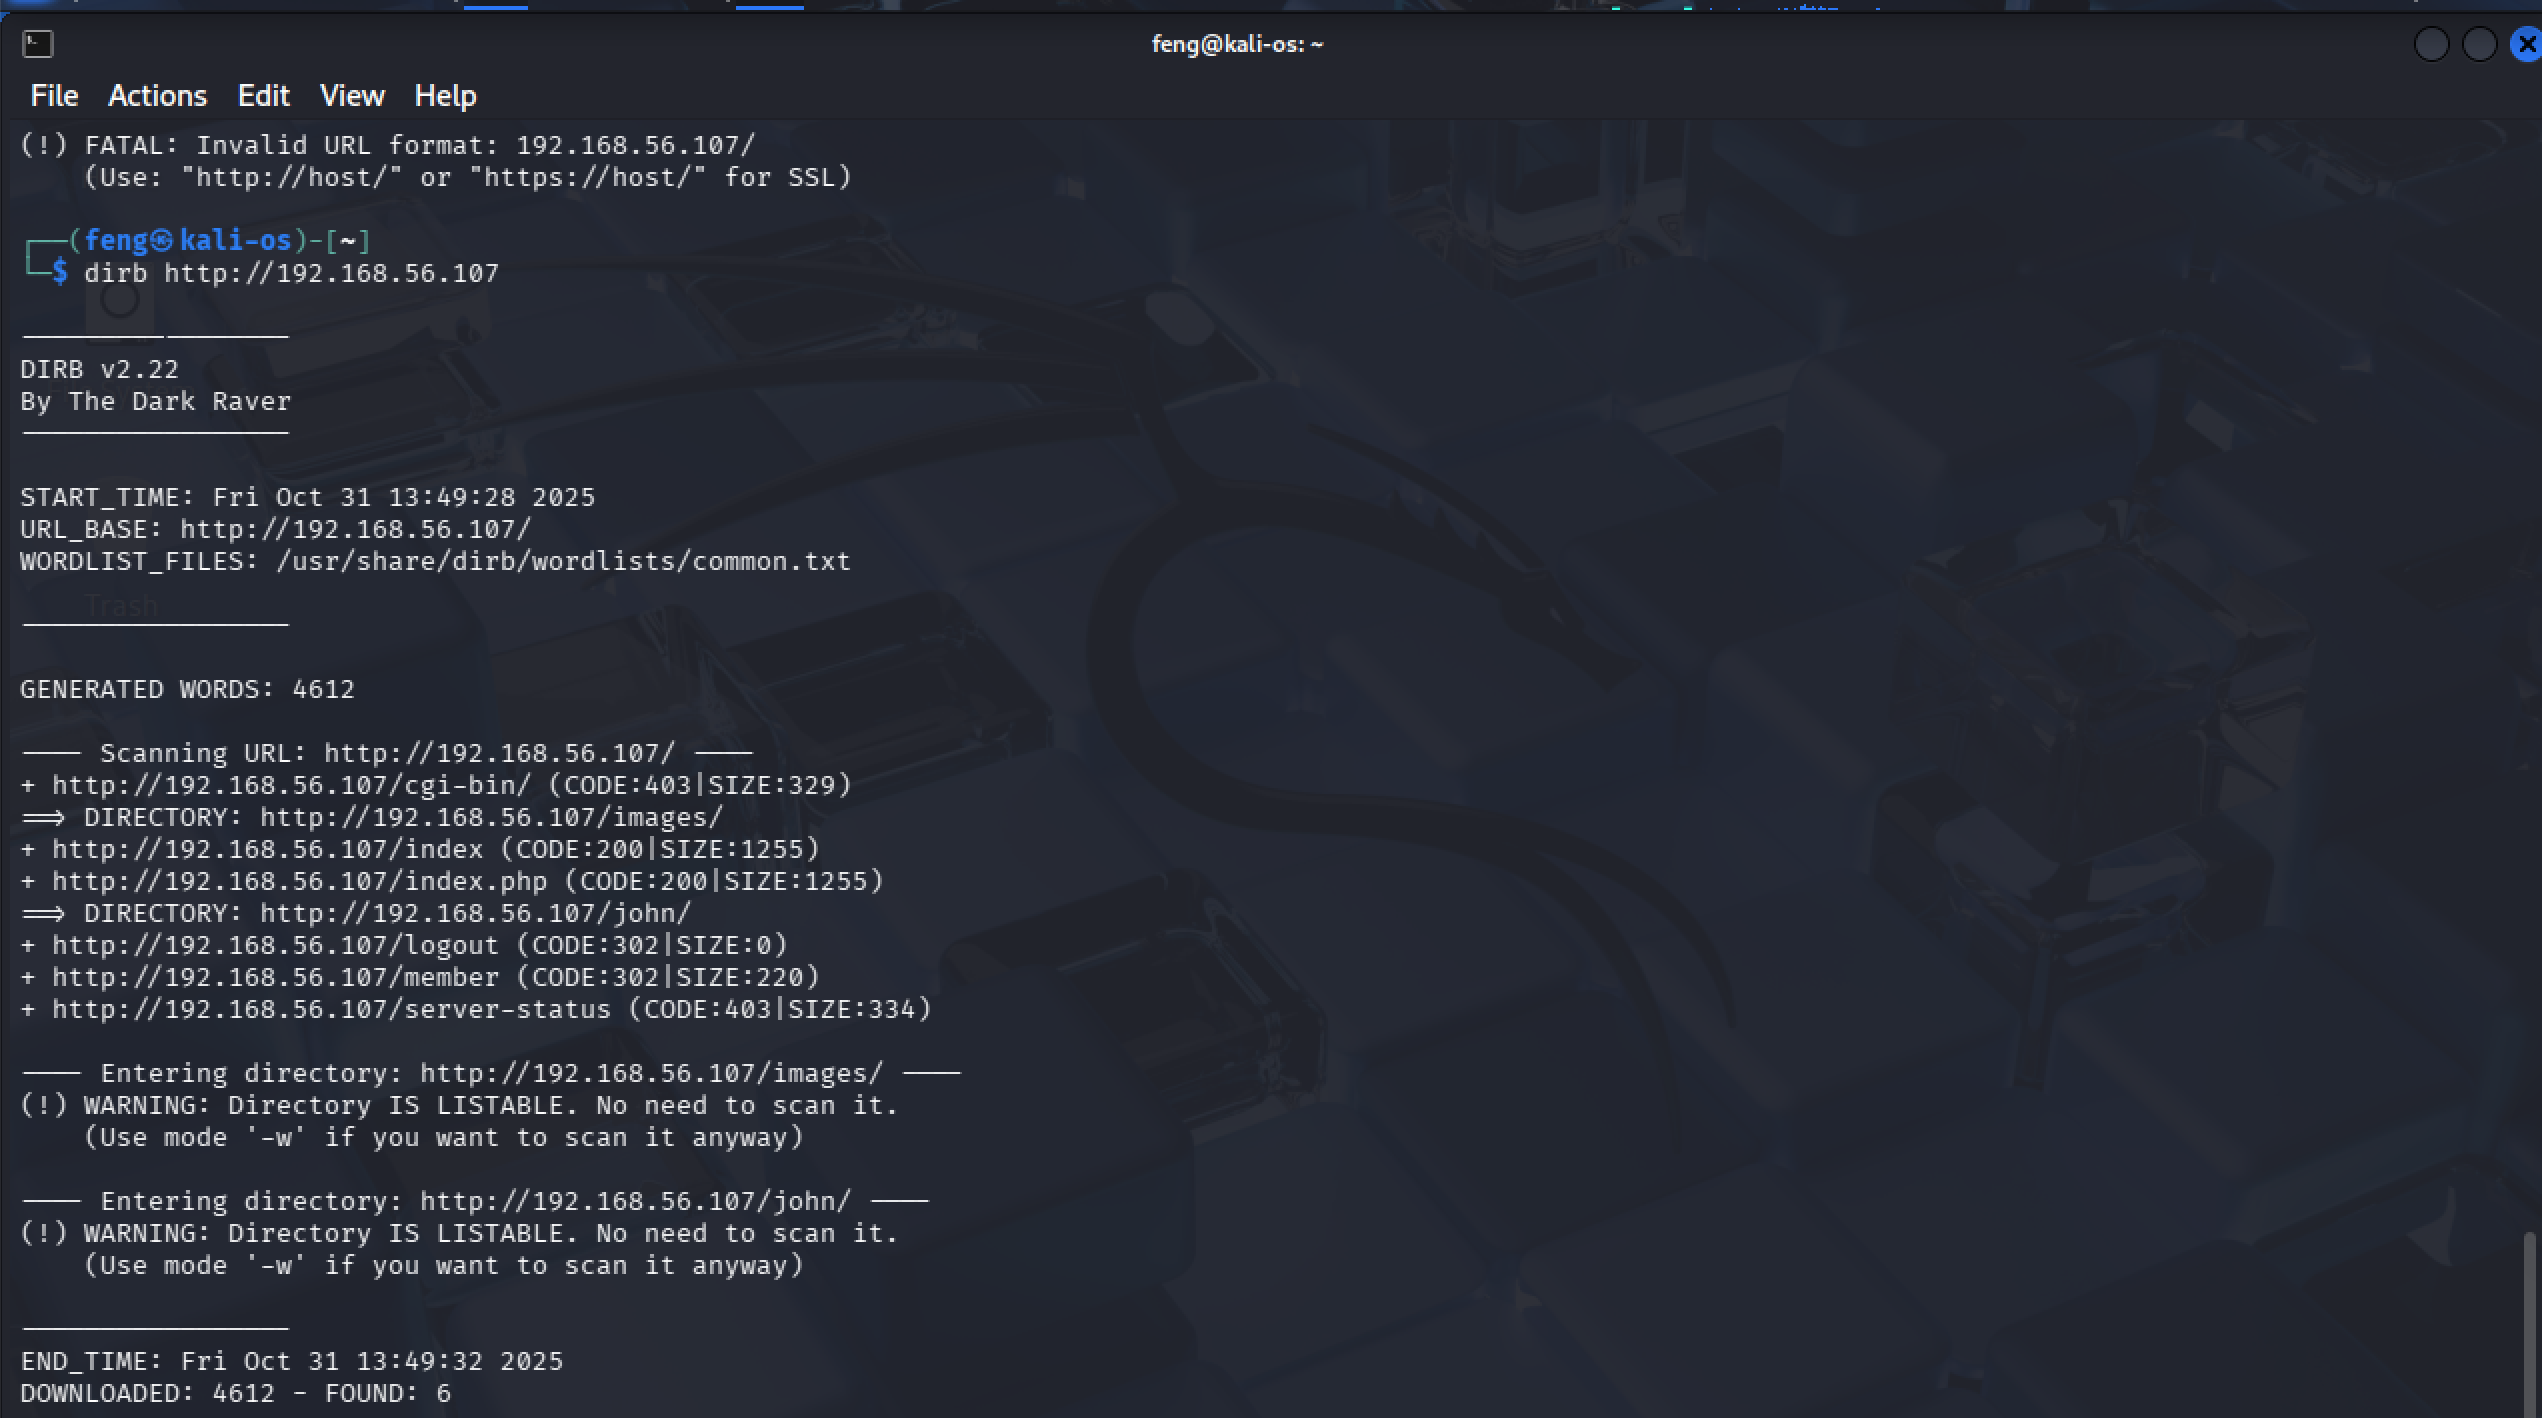 feng@kali-os: ~
File Actions Edit View Help
(!) FATAL: Invalid URL format: 192.168.56.107/
    (Use: "http://host/" or "https://host/" for SSL)
┌──(feng㉿kali-os)-[~]
└─$ dirb http://192.168.56.107
-----------------
DIRB v2.22
By The Dark Raver
-----------------
START_TIME: Fri Oct 31 13:49:28 2025
URL_BASE: http://192.168.56.107/
WORDLIST_FILES: /usr/share/dirb/wordlists/common.txt
Trash
-----------------
GENERATED WORDS: 4612
---- Scanning URL: http://192.168.56.107/ ----
+ http://192.168.56.107/cgi-bin/ (CODE:403|SIZE:329)
==> DIRECTORY: http://192.168.56.107/images/
+ http://192.168.56.107/index (CODE:200|SIZE:1255)
+ http://192.168.56.107/index.php (CODE:200|SIZE:1255)
==> DIRECTORY: http://192.168.56.107/john/
+ http://192.168.56.107/logout (CODE:302|SIZE:0)
+ http://192.168.56.107/member (CODE:302|SIZE:220)
+ http://192.168.56.107/server-status (CODE:403|SIZE:334)
---- Entering directory: http://192.168.56.107/images/ ----
(!) WARNING: Directory IS LISTABLE. No need to scan it.
    (Use mode '-w' if you want to scan it anyway)
---- Entering directory: http://192.168.56.107/john/ ----
(!) WARNING: Directory IS LISTABLE. No need to scan it.
    (Use mode '-w' if you want to scan it anyway)
-----------------
END_TIME: Fri Oct 31 13:49:32 2025
DOWNLOADED: 4612 - FOUND: 6